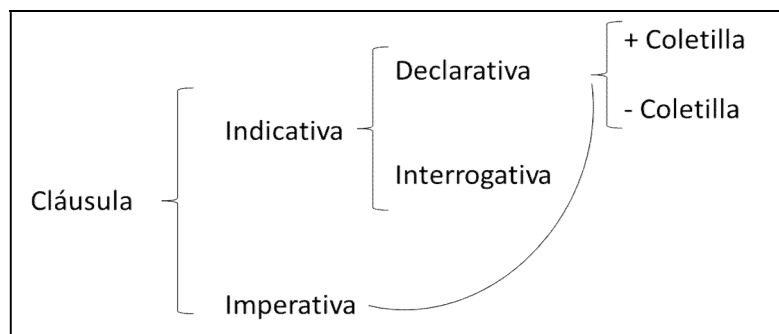 + Coletilla
Declarativa
- Coletilla
Indicativa
Interrogativa
Cláusula
Imperativa